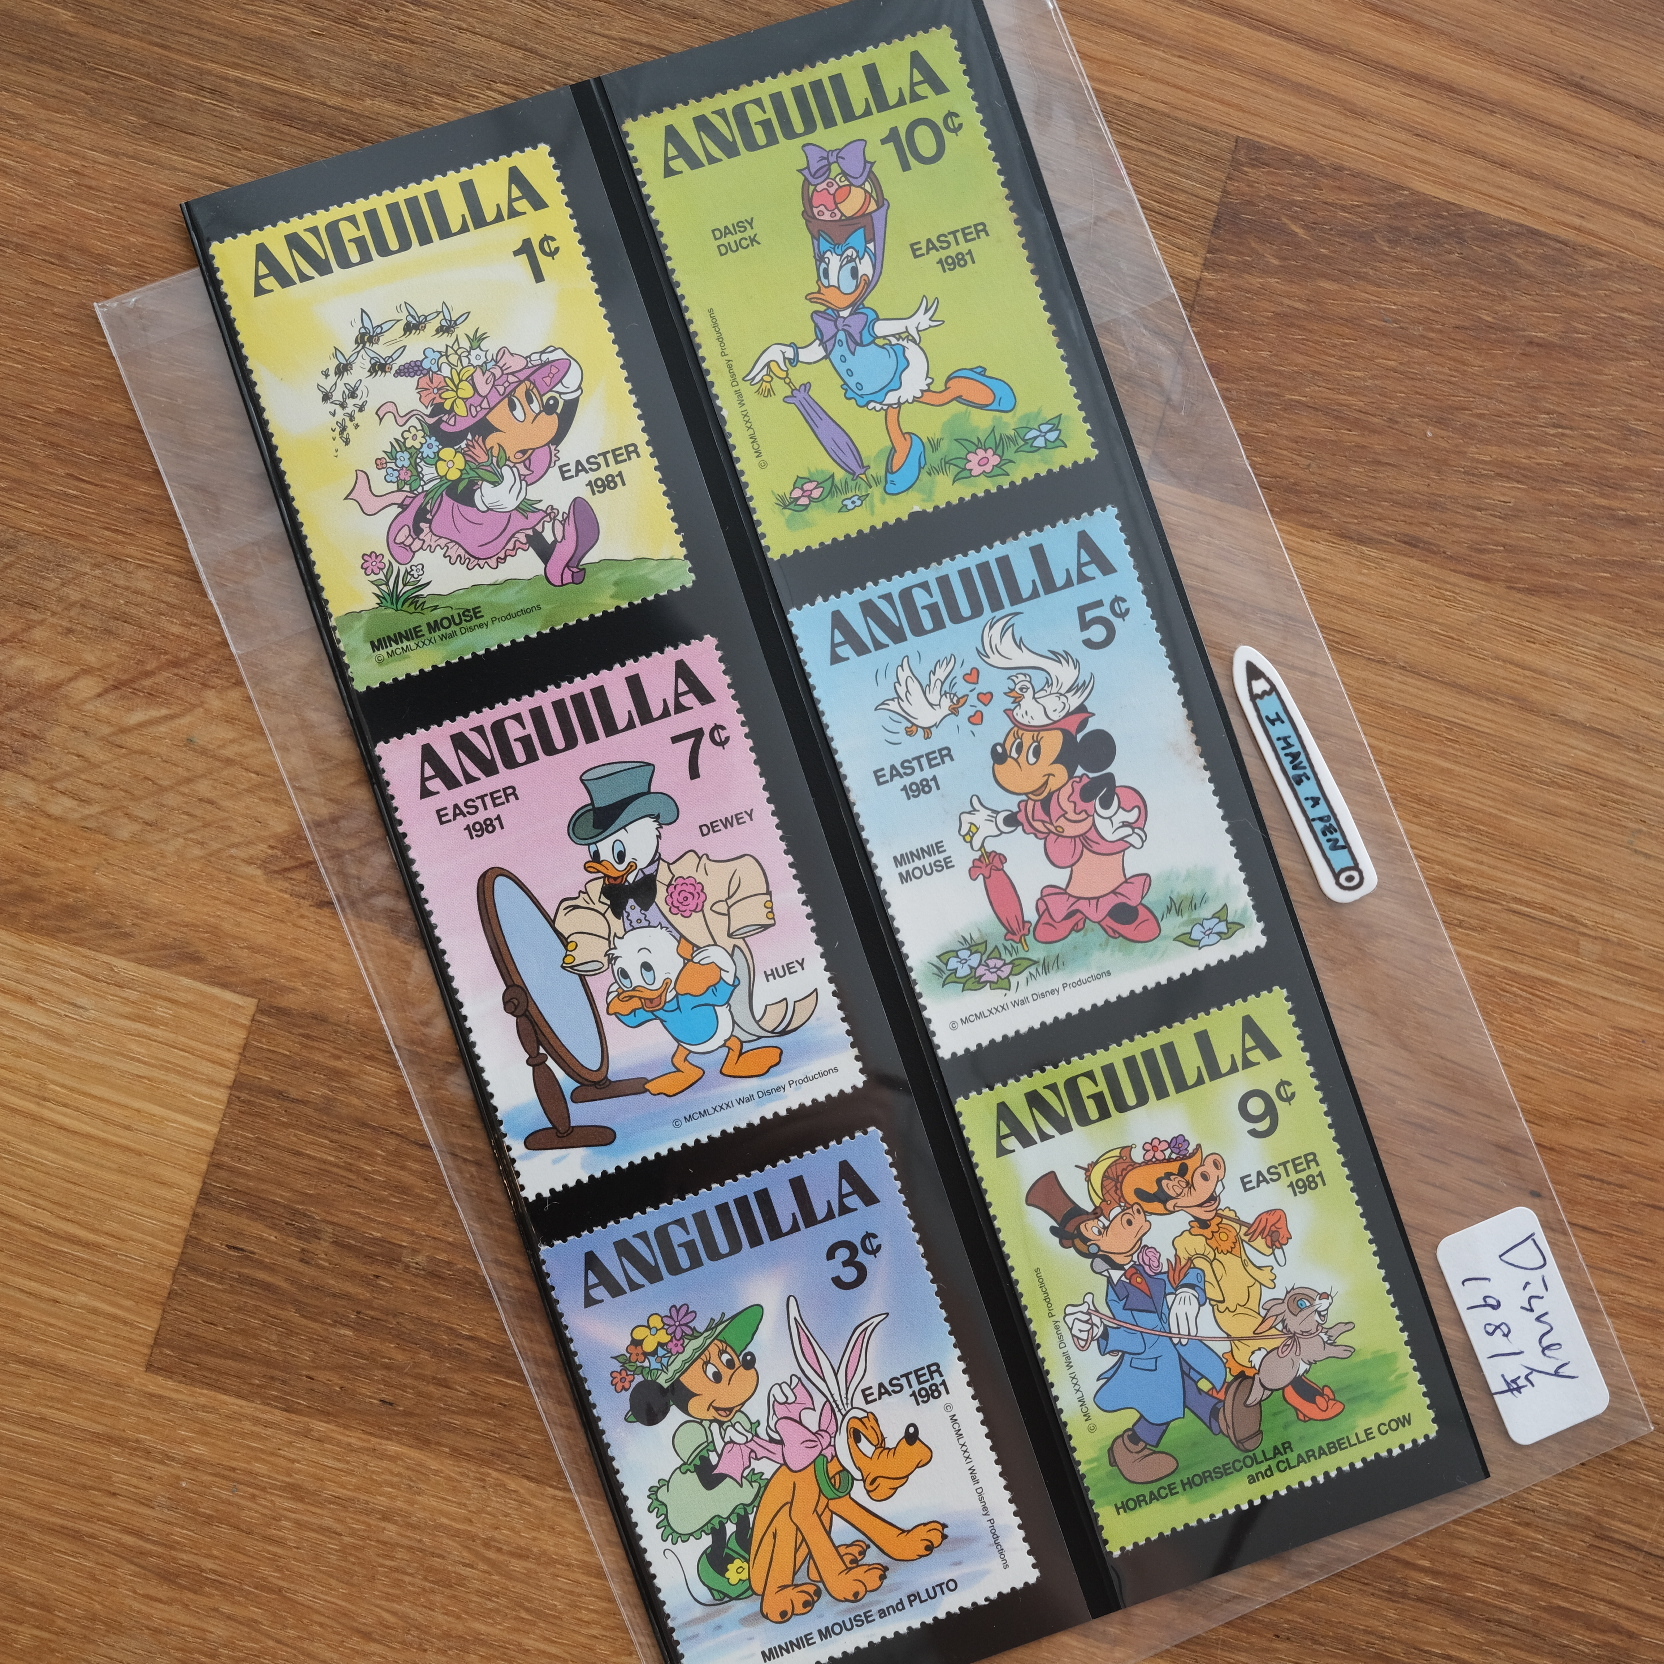 ANGUILLA
1¢
EASTER
1981
MINNIE MOUSE
© MCMLXXXI Walt Disney Productions
ANGUILLA
10¢
DAISY
DUCK
EASTER
1981
© MCMLXXXI Walt Disney Productions
ANGUILLA
7¢
EASTER
1981
DEWEY
HUEY
© MCMLXXXI Walt Disney Productions
ANGUILLA
5¢
EASTER
1981
MINNIE
MOUSE
© MCMLXXXI Walt Disney Productions
ANGUILLA
3¢
EASTER
1981
© MCMLXXXI Walt Disney Productions
MINNIE MOUSE and PLUTO
ANGUILLA
9¢
EASTER
1981
© MCMLXXXI Walt Disney Productions
HORACE HORSECOLLAR
and CLARABELLE COW
I HAVE A PEN
Disney
1981